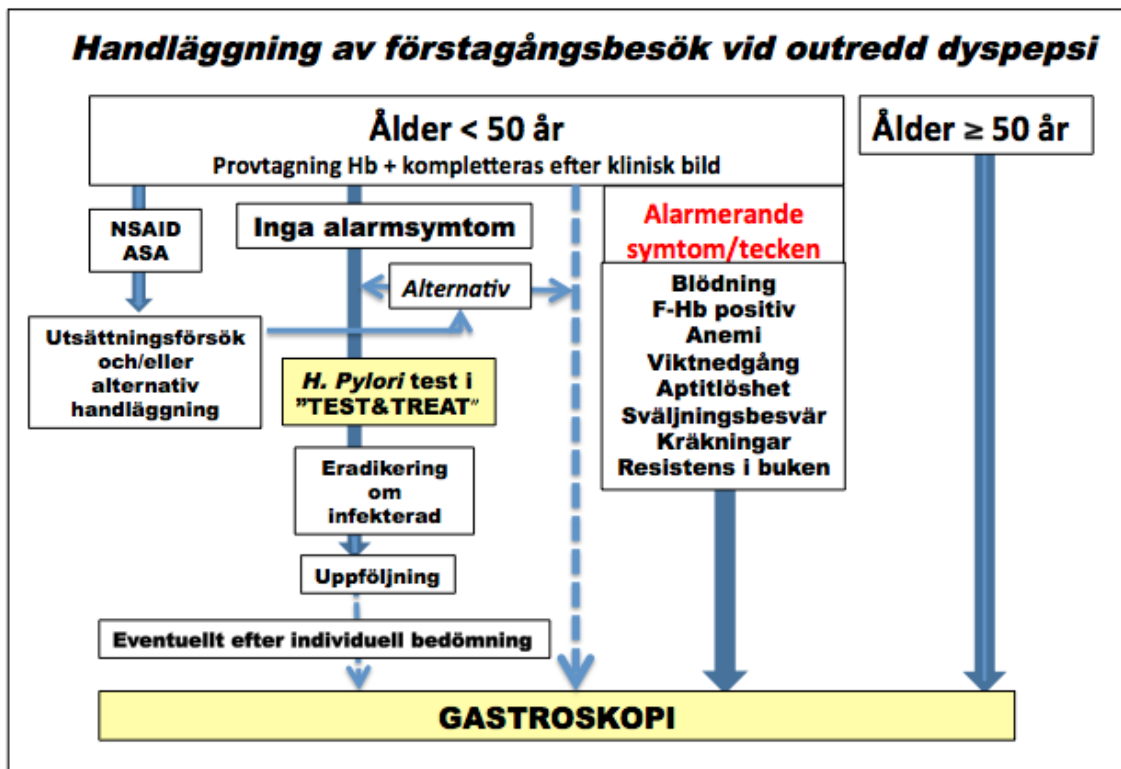 Handläggning av förstagångsbesök vid outredd dyspepsi
Ålder < 50 år
Provtagning Hb + kompletteras efter klinisk bild
Ålder ≥ 50 år
NSAID
ASA
Inga alarmsymtom
Alarmerande
symtom/tecken
Alternativ
Blödning
F-Hb positiv
Anemi
Viktnedgång
Aptitlöshet
Sväljningsbesvär
Kräkningar
Resistens i buken
Utsättningsförsök
och/eller
alternativ
handläggning
H. Pylori test i
”TEST&TREAT”
Eradikering
om
infekterad
Uppföljning
Eventuellt efter individuell bedömning
GASTROSKOPI